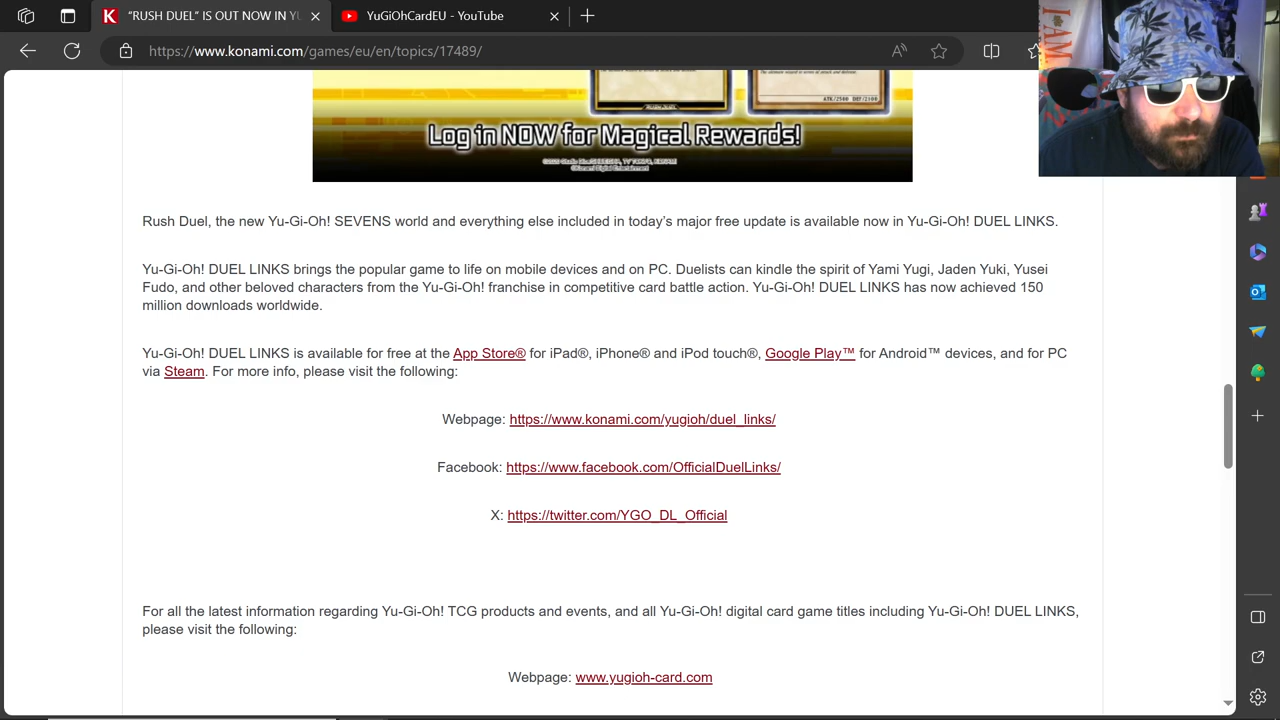 "RUSH DUEL" IS OUT NOW IN YU
YuGiOhCardEU - YouTube
https://www.konami.com/games/eu/en/topics/17489/
I AM
RUSH DUEL
ATK/2500 DEF/2100
Log in NOW for Magical Rewards!
©Konami Digital Entertainment
Rush Duel, the new Yu-Gi-Oh! SEVENS world and everything else included in today's major free update is available now in Yu-Gi-Oh! DUEL LINKS.
Yu-Gi-Oh! DUEL LINKS brings the popular game to life on mobile devices and on PC. Duelists can kindle the spirit of Yami Yugi, Jaden Yuki, Yusei
Fudo, and other beloved characters from the Yu-Gi-Oh! franchise in competitive card battle action. Yu-Gi-Oh! DUEL LINKS has now achieved 150
million downloads worldwide.
Yu-Gi-Oh! DUEL LINKS is available for free at the App Store® for iPad®, iPhone® and iPod touch®, Google Play™ for Android™ devices, and for PC
via Steam. For more info, please visit the following:
Webpage: https://www.konami.com/yugioh/duel_links/
Facebook: https://www.facebook.com/OfficialDuelLinks/
X: https://twitter.com/YGO_DL_Official
For all the latest information regarding Yu-Gi-Oh! TCG products and events, and all Yu-Gi-Oh! digital card game titles including Yu-Gi-Oh! DUEL LINKS,
please visit the following:
Webpage: www.yugioh-card.com